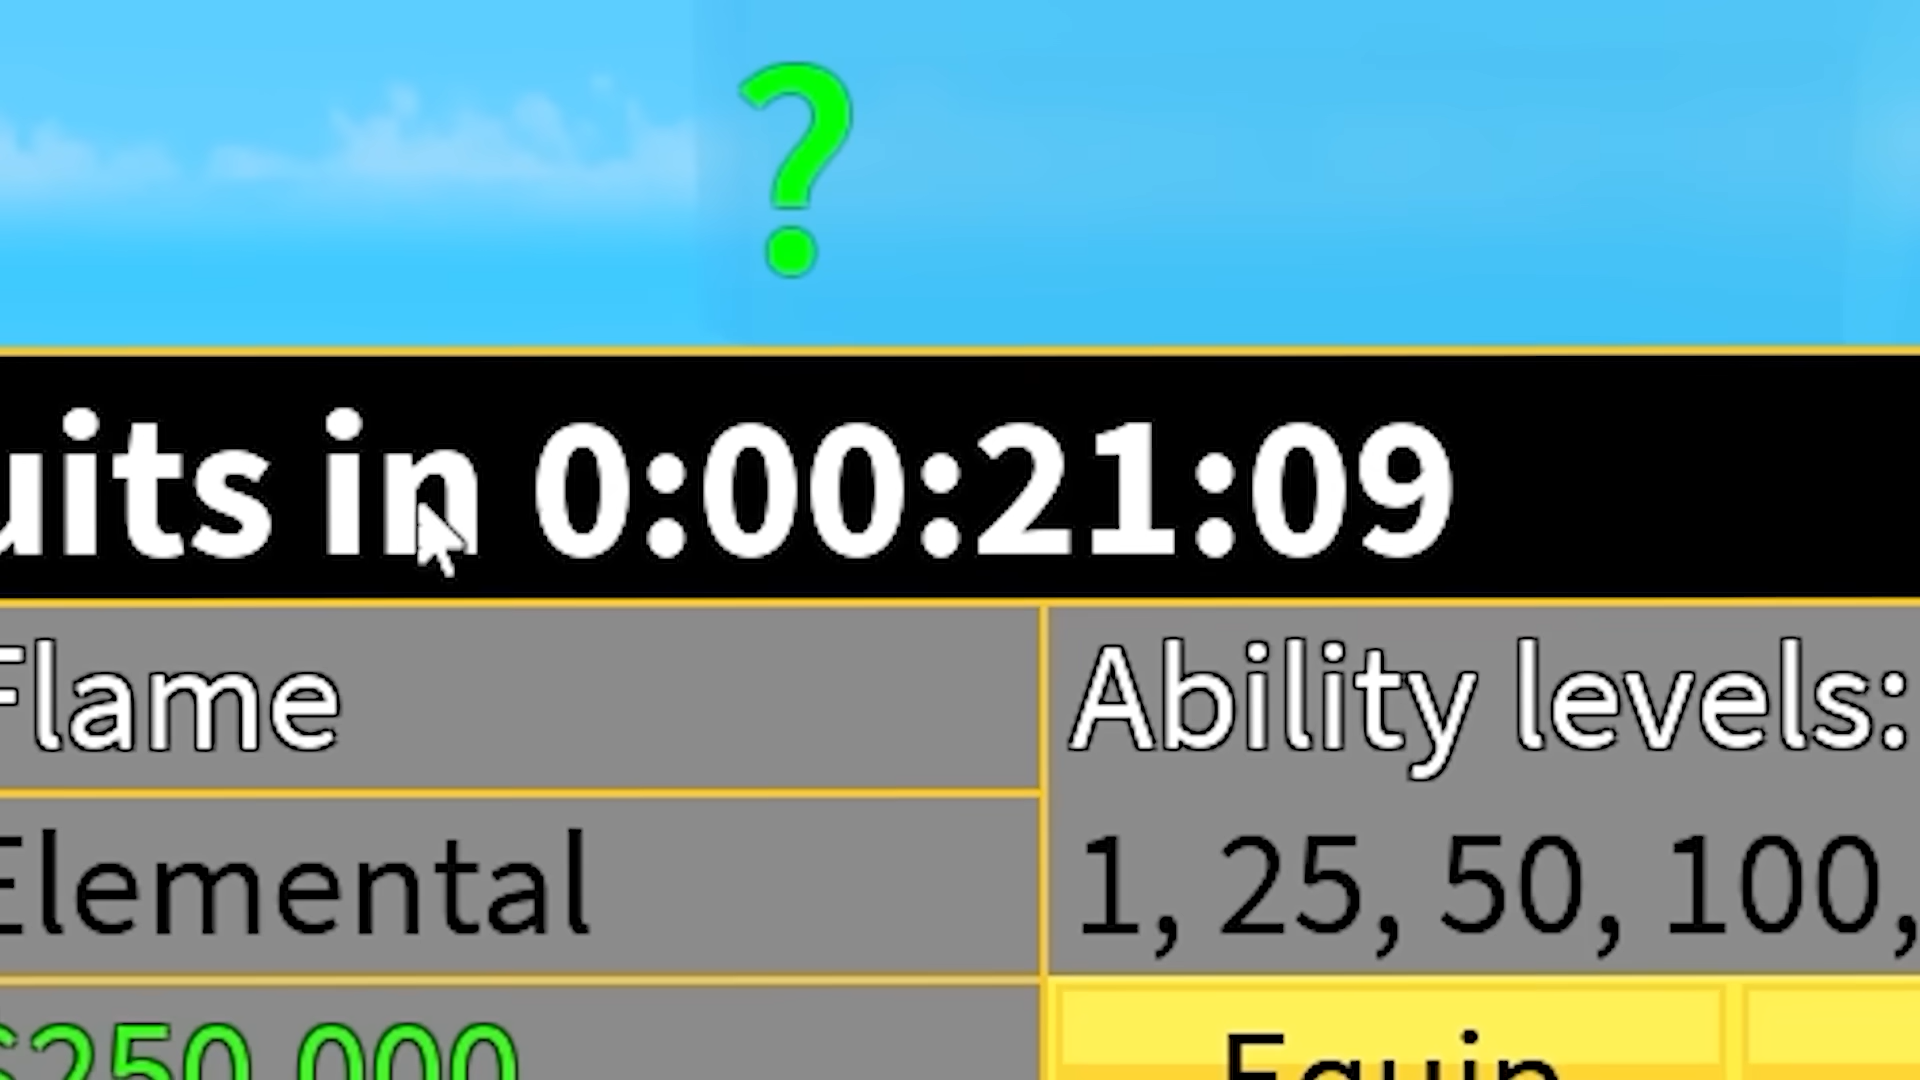 ?
uits in 0:00:21:09
Flame
Ability levels:
Elemental
1, 25, 50, 100,
$250,000
Equip